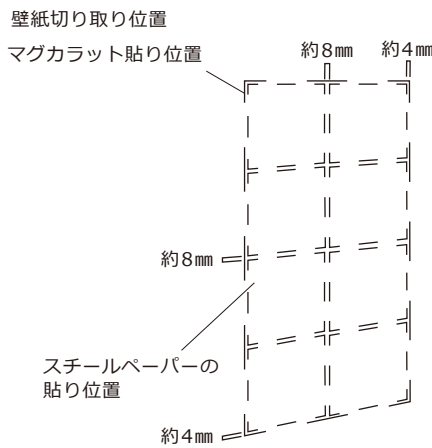 壁紙切り取り位置
マグカラット貼り位置
約8㎜
約4㎜
約8㎜
スチールペーパーの
貼り位置
約4㎜